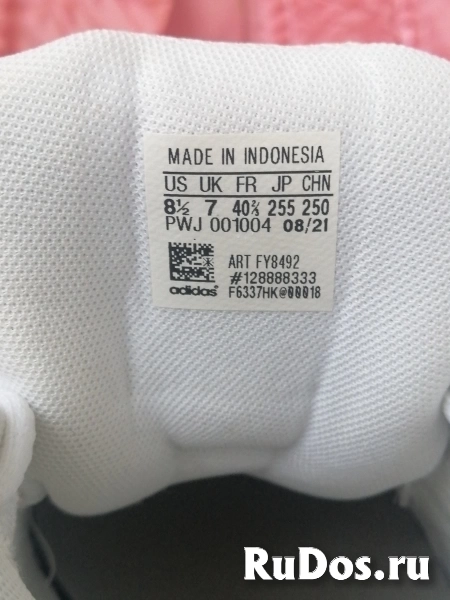 MADE IN INDONESIA
US UK FR JP CHN
8½ 7 40⅔ 255 250
PWJ 001004 08/21
ART FY8492
#128888333
adidas® F6337HK@00018
RuDos.ru